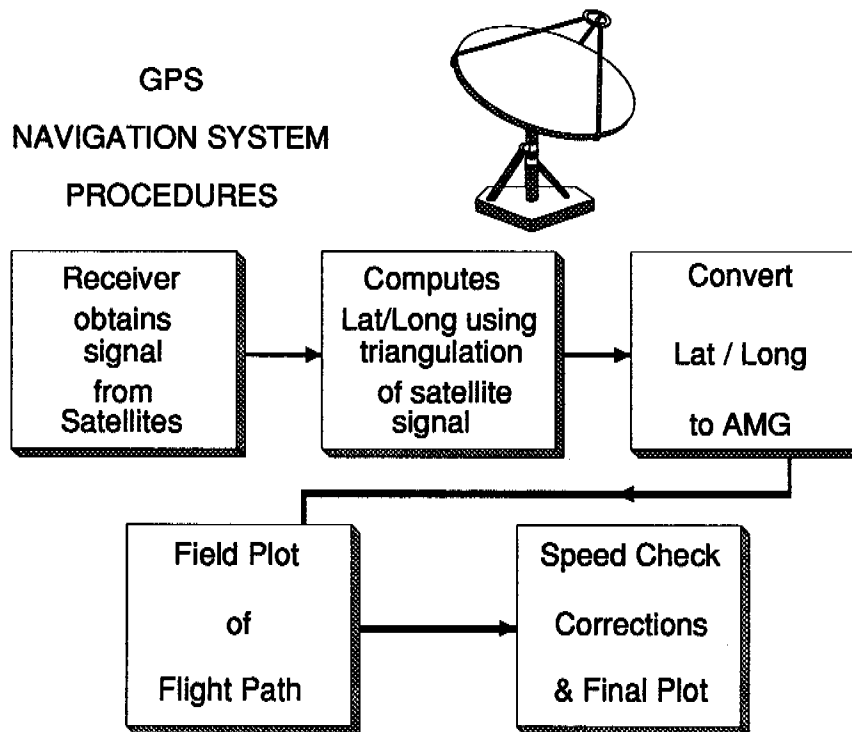 GPS
NAVIGATION SYSTEM
PROCEDURES
Receiver
obtains
signal
from
Satellites
Computes
Lat/Long using
triangulation
of satellite
signal
Convert
Lat / Long
to AMG
Field Plot
of
Flight Path
Speed Check
Corrections
& Final Plot